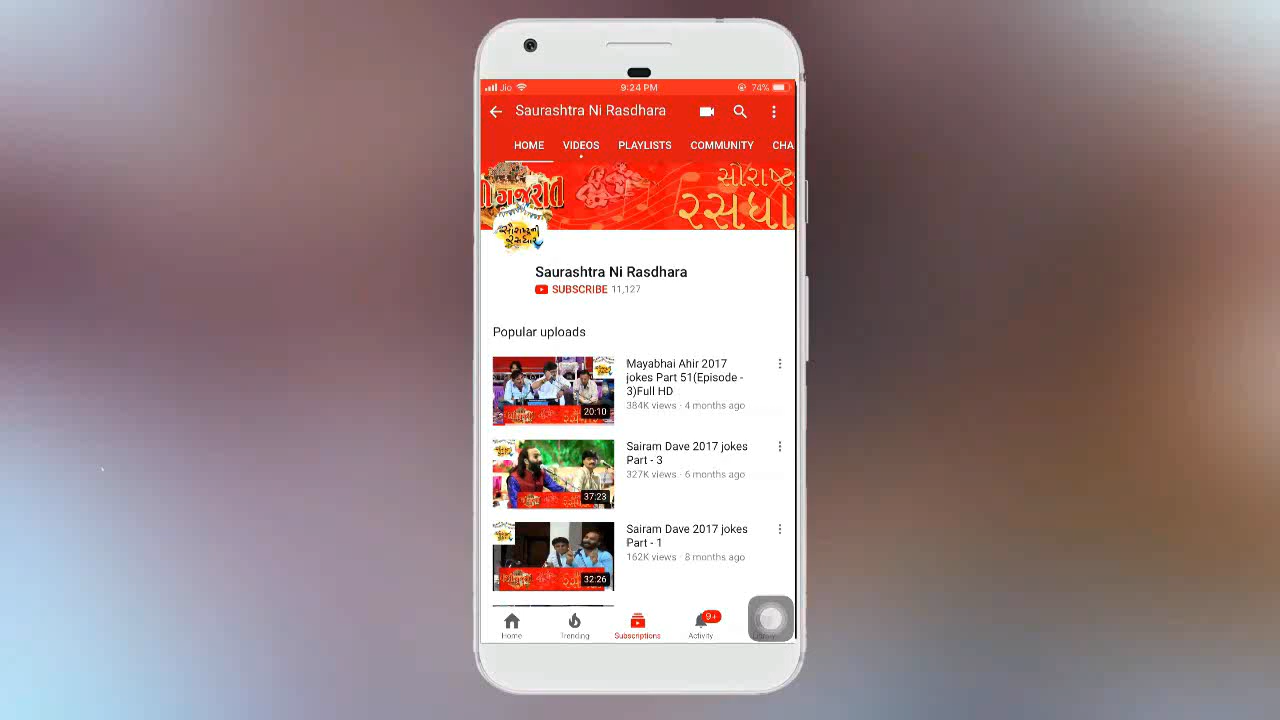 Jio 9:24 PM 74%
Saurashtra Ni Rasdhara
HOME VIDEOS PLAYLISTS COMMUNITY CHA
સૌરાષ્ટ્ર
રસધા
સૌરાષ્ટ્રની
રસધાર
Saurashtra Ni Rasdhara
SUBSCRIBE 11,127
Popular uploads
Mayabhai Ahir 2017
jokes Part 51(Episode -
3)Full HD
384K views · 4 months ago
20:10
Sairam Dave 2017 jokes
Part - 3
327K views · 6 months ago
37:23
Sairam Dave 2017 jokes
Part - 1
162K views · 8 months ago
32:26
9+
Home Trending Subscriptions Activity